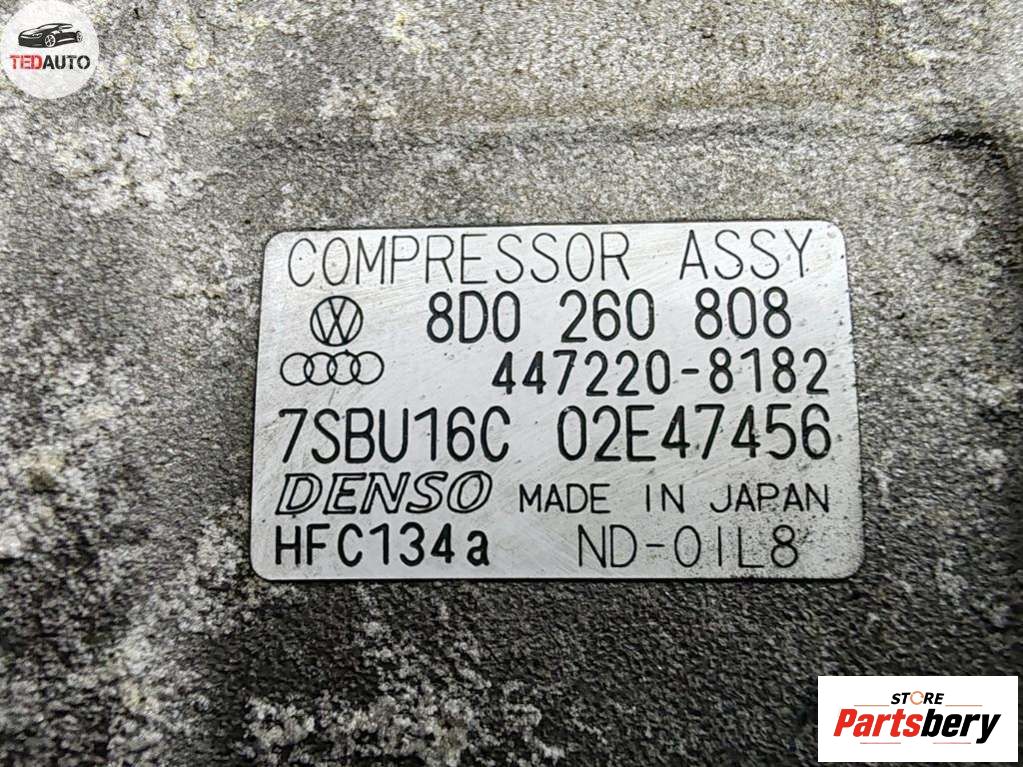 TEDAUTO
COMPRESSOR ASSY
8D0 260 808
447220-8182
7SBU16C 02E47456
DENSO MADE IN JAPAN
HFC134a ND-OIL8
STORE
Partsbery